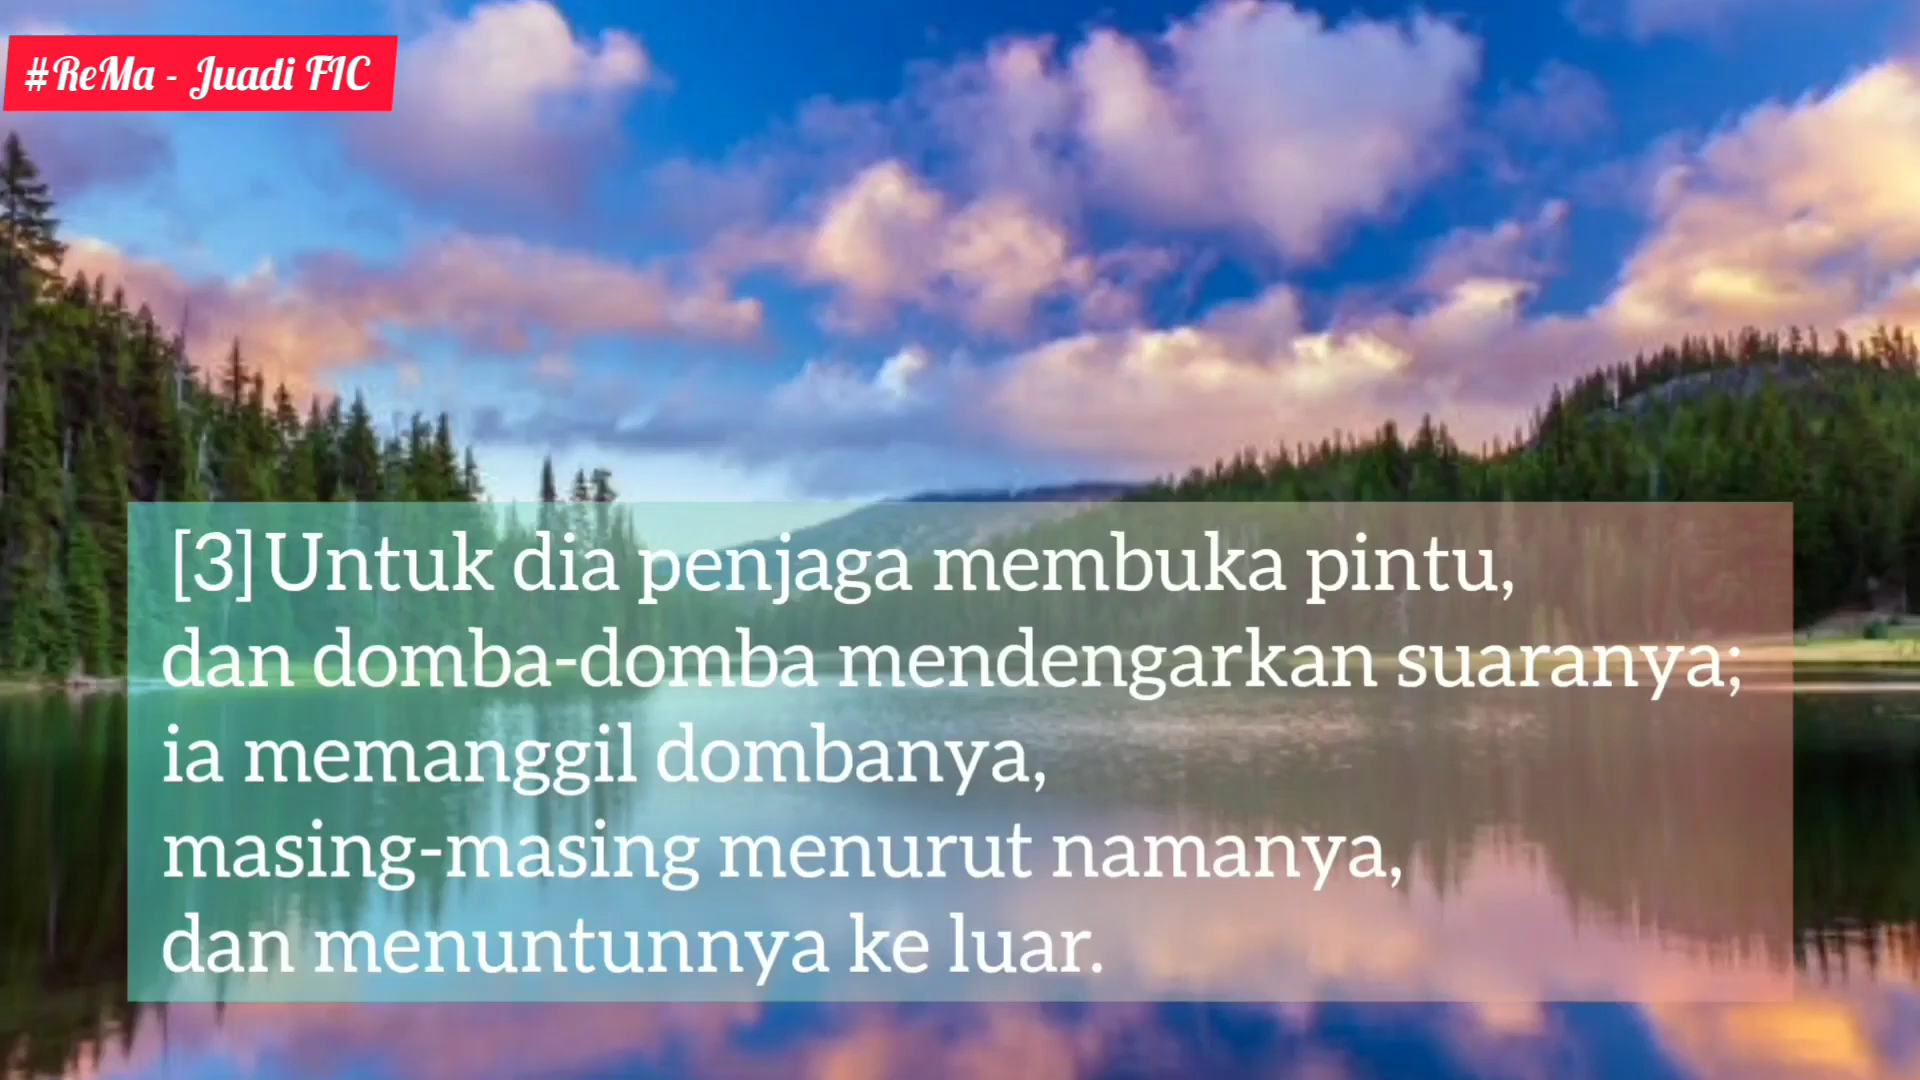 #ReMa - Juadi FIC
[3]Untuk dia penjaga membuka pintu,
dan domba-domba mendengarkan suaranya;
ia memanggil dombanya,
masing-masing menurut namanya,
dan menuntunnya ke luar.